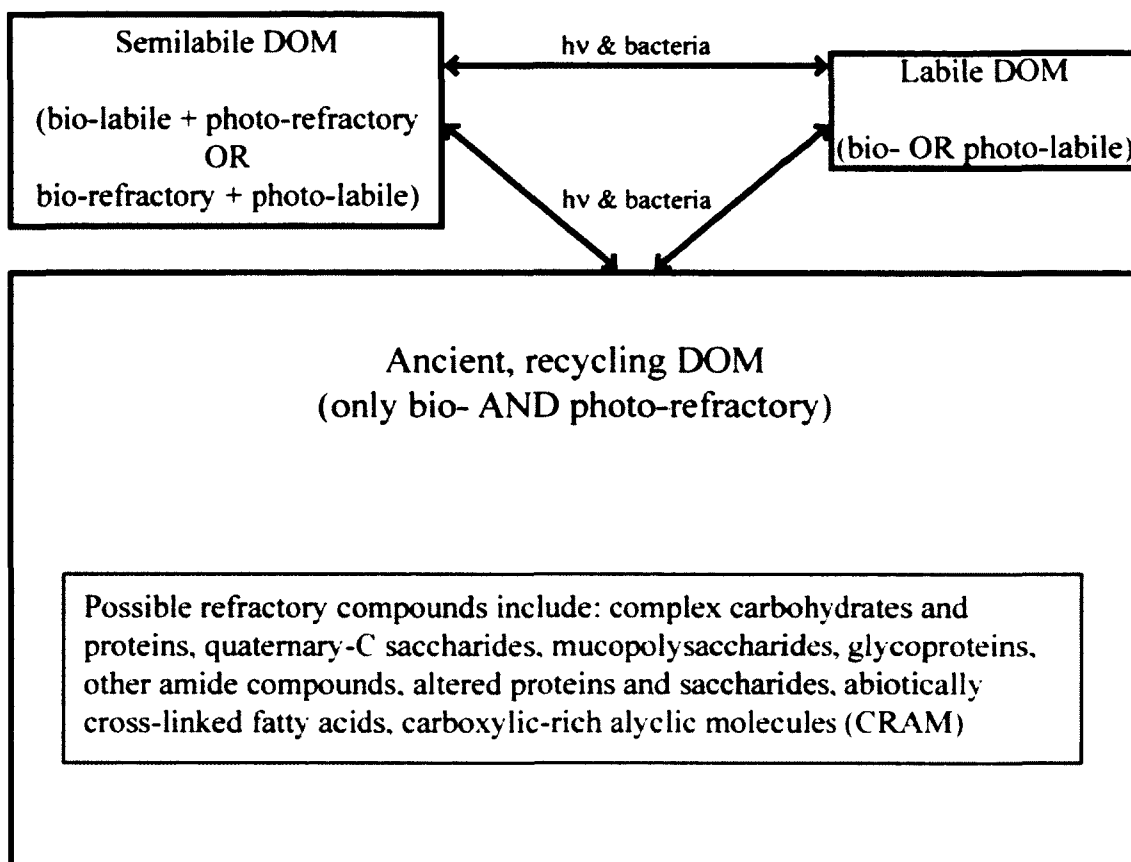 Semilabile DOM
(bio-labile + photo-refractory
OR
bio-refractory + photo-labile)
hν & bacteria
Labile DOM
(bio- OR photo-labile)
hν & bacteria
Ancient, recycling DOM
(only bio- AND photo-refractory)
Possible refractory compounds include: complex carbohydrates and
proteins, quaternary-C saccharides, mucopolysaccharides, glycoproteins,
other amide compounds, altered proteins and saccharides, abiotically
cross-linked fatty acids, carboxylic-rich alyclic molecules (CRAM)